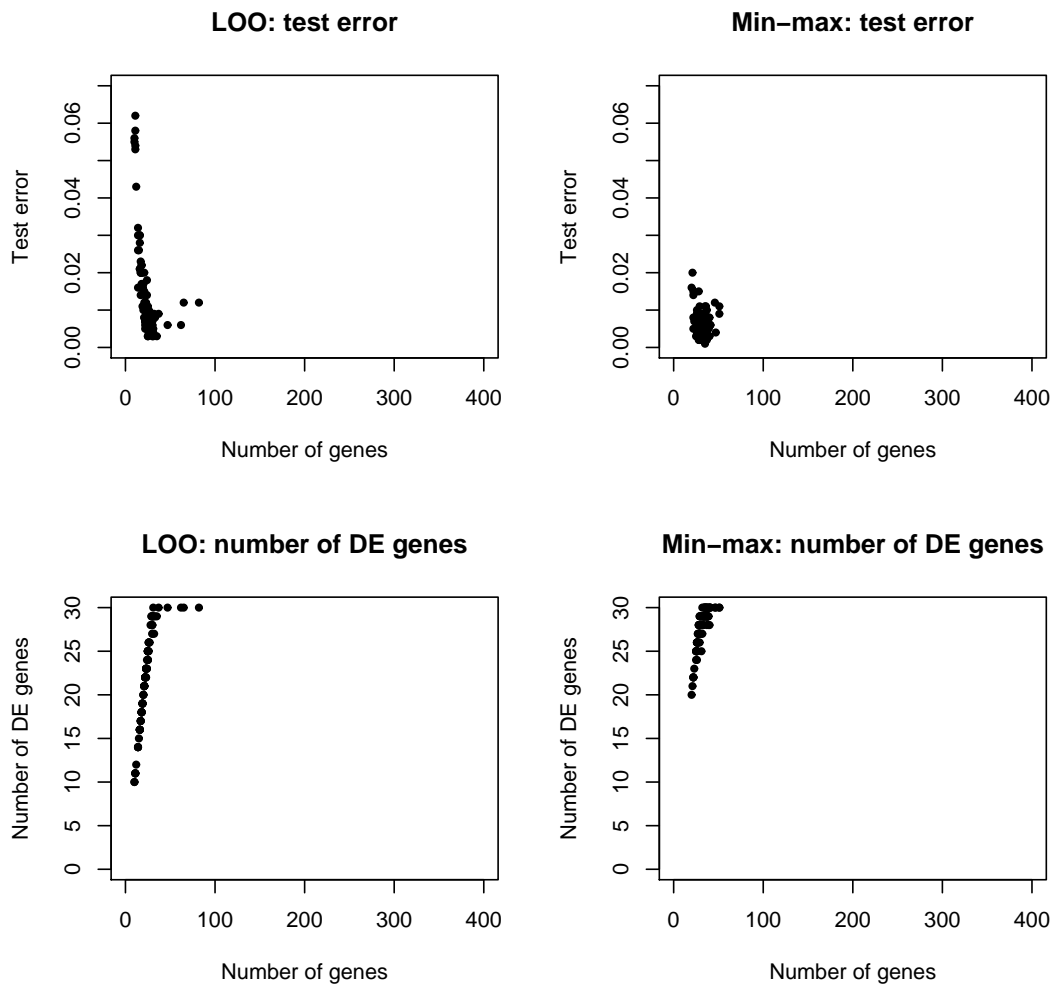 LOO: test error
Test error
0.00 0.02 0.04 0.06
0 100 200 300 400
Number of genes
Min−max: test error
Test error
0.00 0.02 0.04 0.06
0 100 200 300 400
Number of genes
LOO: number of DE genes
Number of DE genes
0 5 10 15 20 25 30
0 100 200 300 400
Number of genes
Min−max: number of DE genes
Number of DE genes
0 5 10 15 20 25 30
0 100 200 300 400
Number of genes